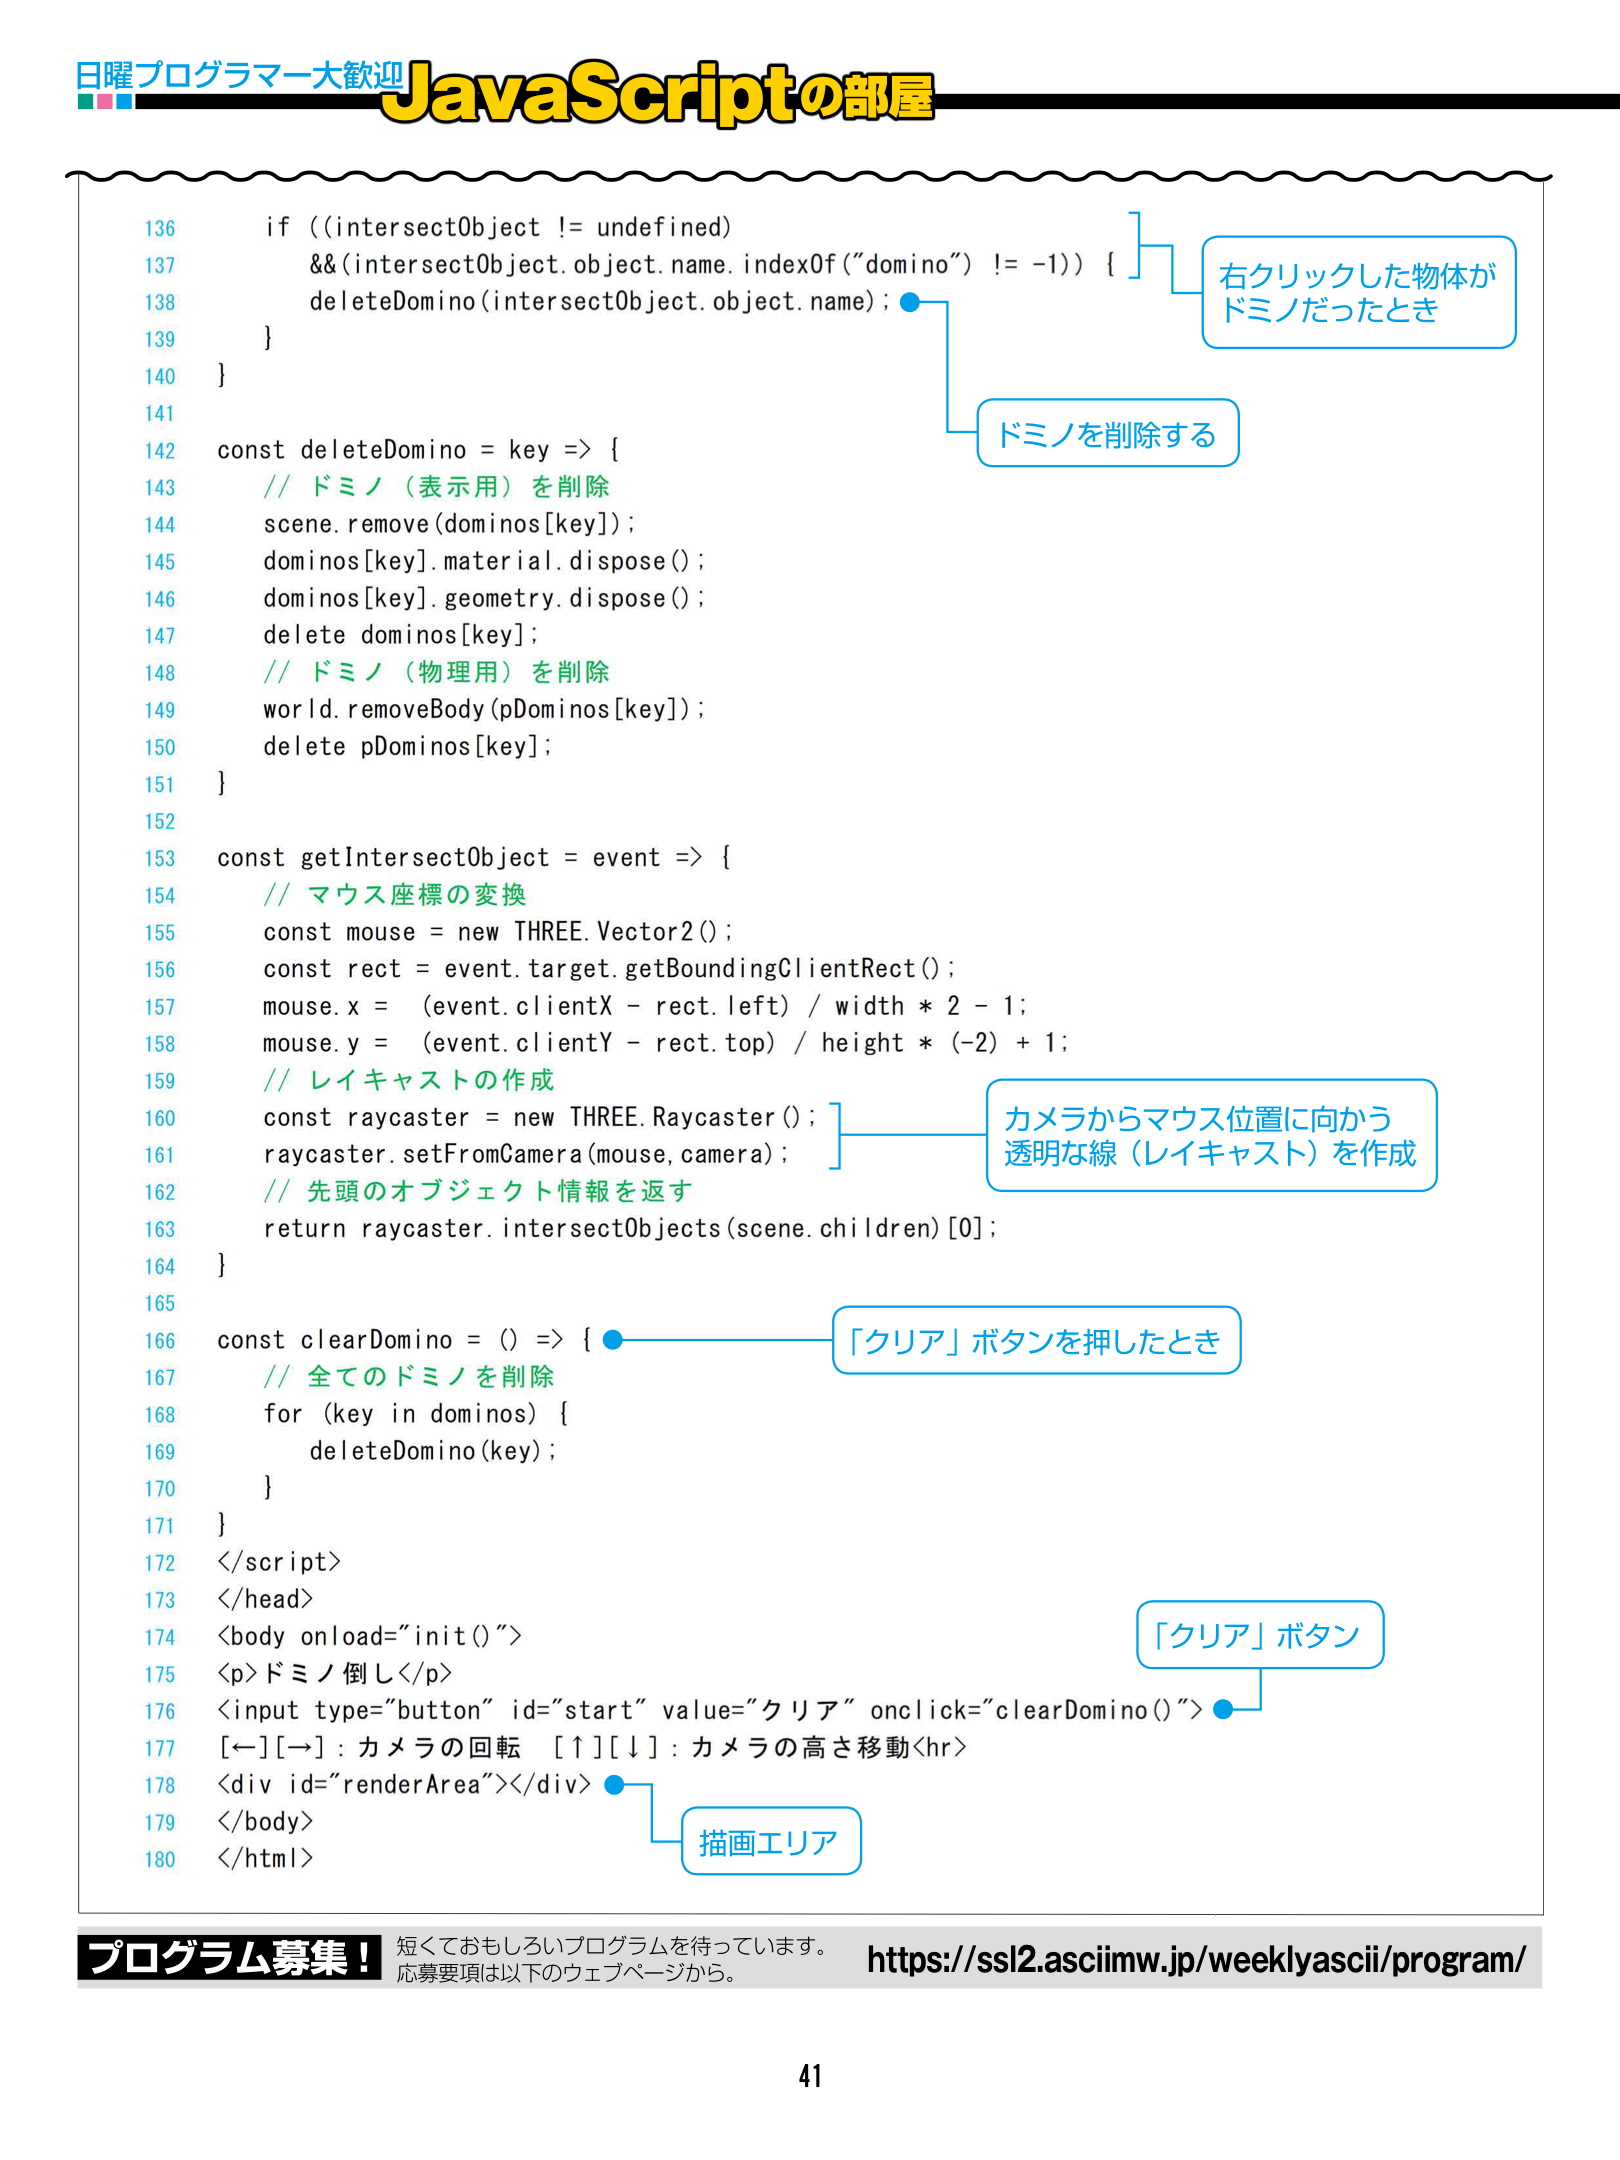 日曜プログラマー大歓迎
JavaScriptの部屋
136 if ((intersectObject != undefined)
137 &&(intersectObject.object.name.indexOf("domino") != -1)) {
右クリックした物体が
ドミノだったとき
138 deleteDomino(intersectObject.object.name);
139 }
140 }
141
ドミノを削除する
142 const deleteDomino = key => {
143 // ドミノ（表示用）を削除
144 scene.remove(dominos[key]);
145 dominos[key].material.dispose();
146 dominos[key].geometry.dispose();
147 delete dominos[key];
148 // ドミノ（物理用）を削除
149 world.removeBody(pDominos[key]);
150 delete pDominos[key];
151 }
152
153 const getIntersectObject = event => {
154 // マウス座標の変換
155 const mouse = new THREE.Vector2();
156 const rect = event.target.getBoundingClientRect();
157 mouse.x =  (event.clientX - rect.left) / width * 2 - 1;
158 mouse.y =  (event.clientY - rect.top) / height * (-2) + 1;
159 // レイキャストの作成
160 const raycaster = new THREE.Raycaster();
161 raycaster.setFromCamera(mouse,camera);
カメラからマウス位置に向かう
透明な線（レイキャスト）を作成
162 // 先頭のオブジェクト情報を返す
163 return raycaster.intersectObjects(scene.children)[0];
164 }
165
166 const clearDomino = () => {
「クリア」ボタンを押したとき
167 // 全てのドミノを削除
168 for (key in dominos) {
169 deleteDomino(key);
170 }
171 }
172 </script>
173 </head>
174 <body onload="init()">
「クリア」ボタン
175 <p>ドミノ倒し</p>
176 <input type="button" id="start" value="クリア" onclick="clearDomino()">
177 [←][→]：カメラの回転　[↑][↓]：カメラの高さ移動<hr>
178 <div id="renderArea"></div>
179 </body>
描画エリア
180 </html>
プログラム募集！
短くておもしろいプログラムを待っています。
応募要項は以下のウェブページから。
https://ssl2.asciimw.jp/weeklyascii/program/
41